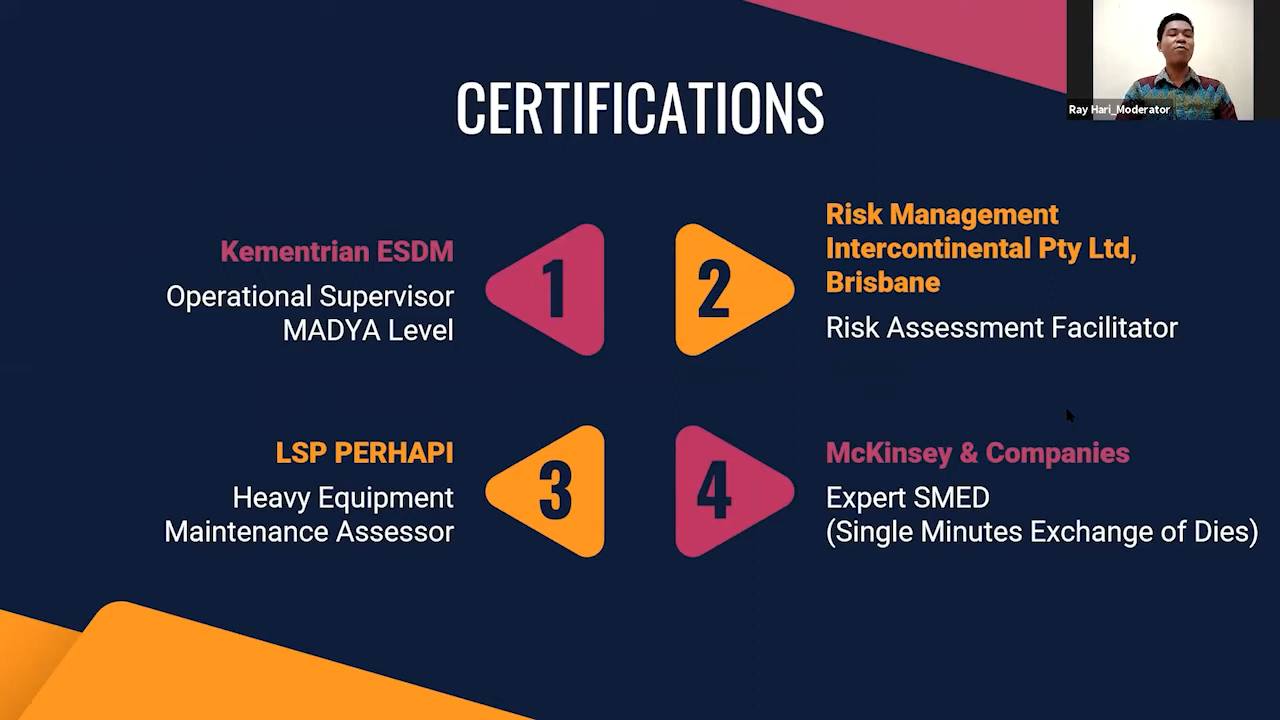 CERTIFICATIONS
Ray Hari_Moderator
1
Kementrian ESDM
Operational Supervisor
MADYA Level
2
Risk Management
Intercontinental Pty Ltd,
Brisbane
Risk Assessment Facilitator
3
LSP PERHAPI
Heavy Equipment
Maintenance Assessor
4
McKinsey & Companies
Expert SMED
(Single Minutes Exchange of Dies)